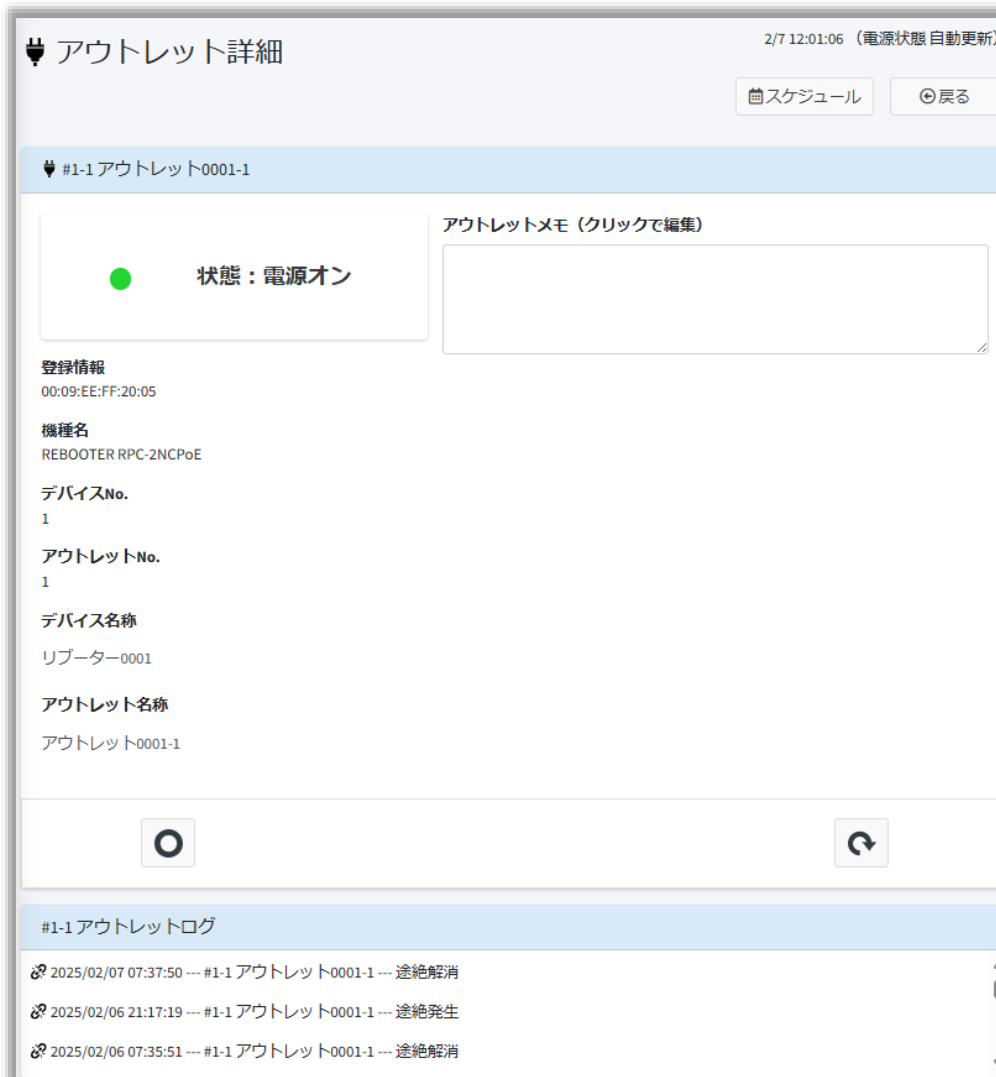 アウトレット詳細
2/7 12:01:06 （電源状態 自動更新）
スケジュール
戻る
#1-1 アウトレット0001-1
状態：電源オン
アウトレットメモ（クリックで編集）
登録情報
00:09:EE:FF:20:05
機種名
REBOOTER RPC-2NCPoE
デバイスNo.
1
アウトレットNo.
1
デバイス名称
リブーター0001
アウトレット名称
アウトレット0001-1
#1-1 アウトレットログ
2025/02/07 07:37:50 --- #1-1 アウトレット0001-1 --- 途絶解消
2025/02/06 21:17:19 --- #1-1 アウトレット0001-1 --- 途絶発生
2025/02/06 07:35:51 --- #1-1 アウトレット0001-1 --- 途絶解消